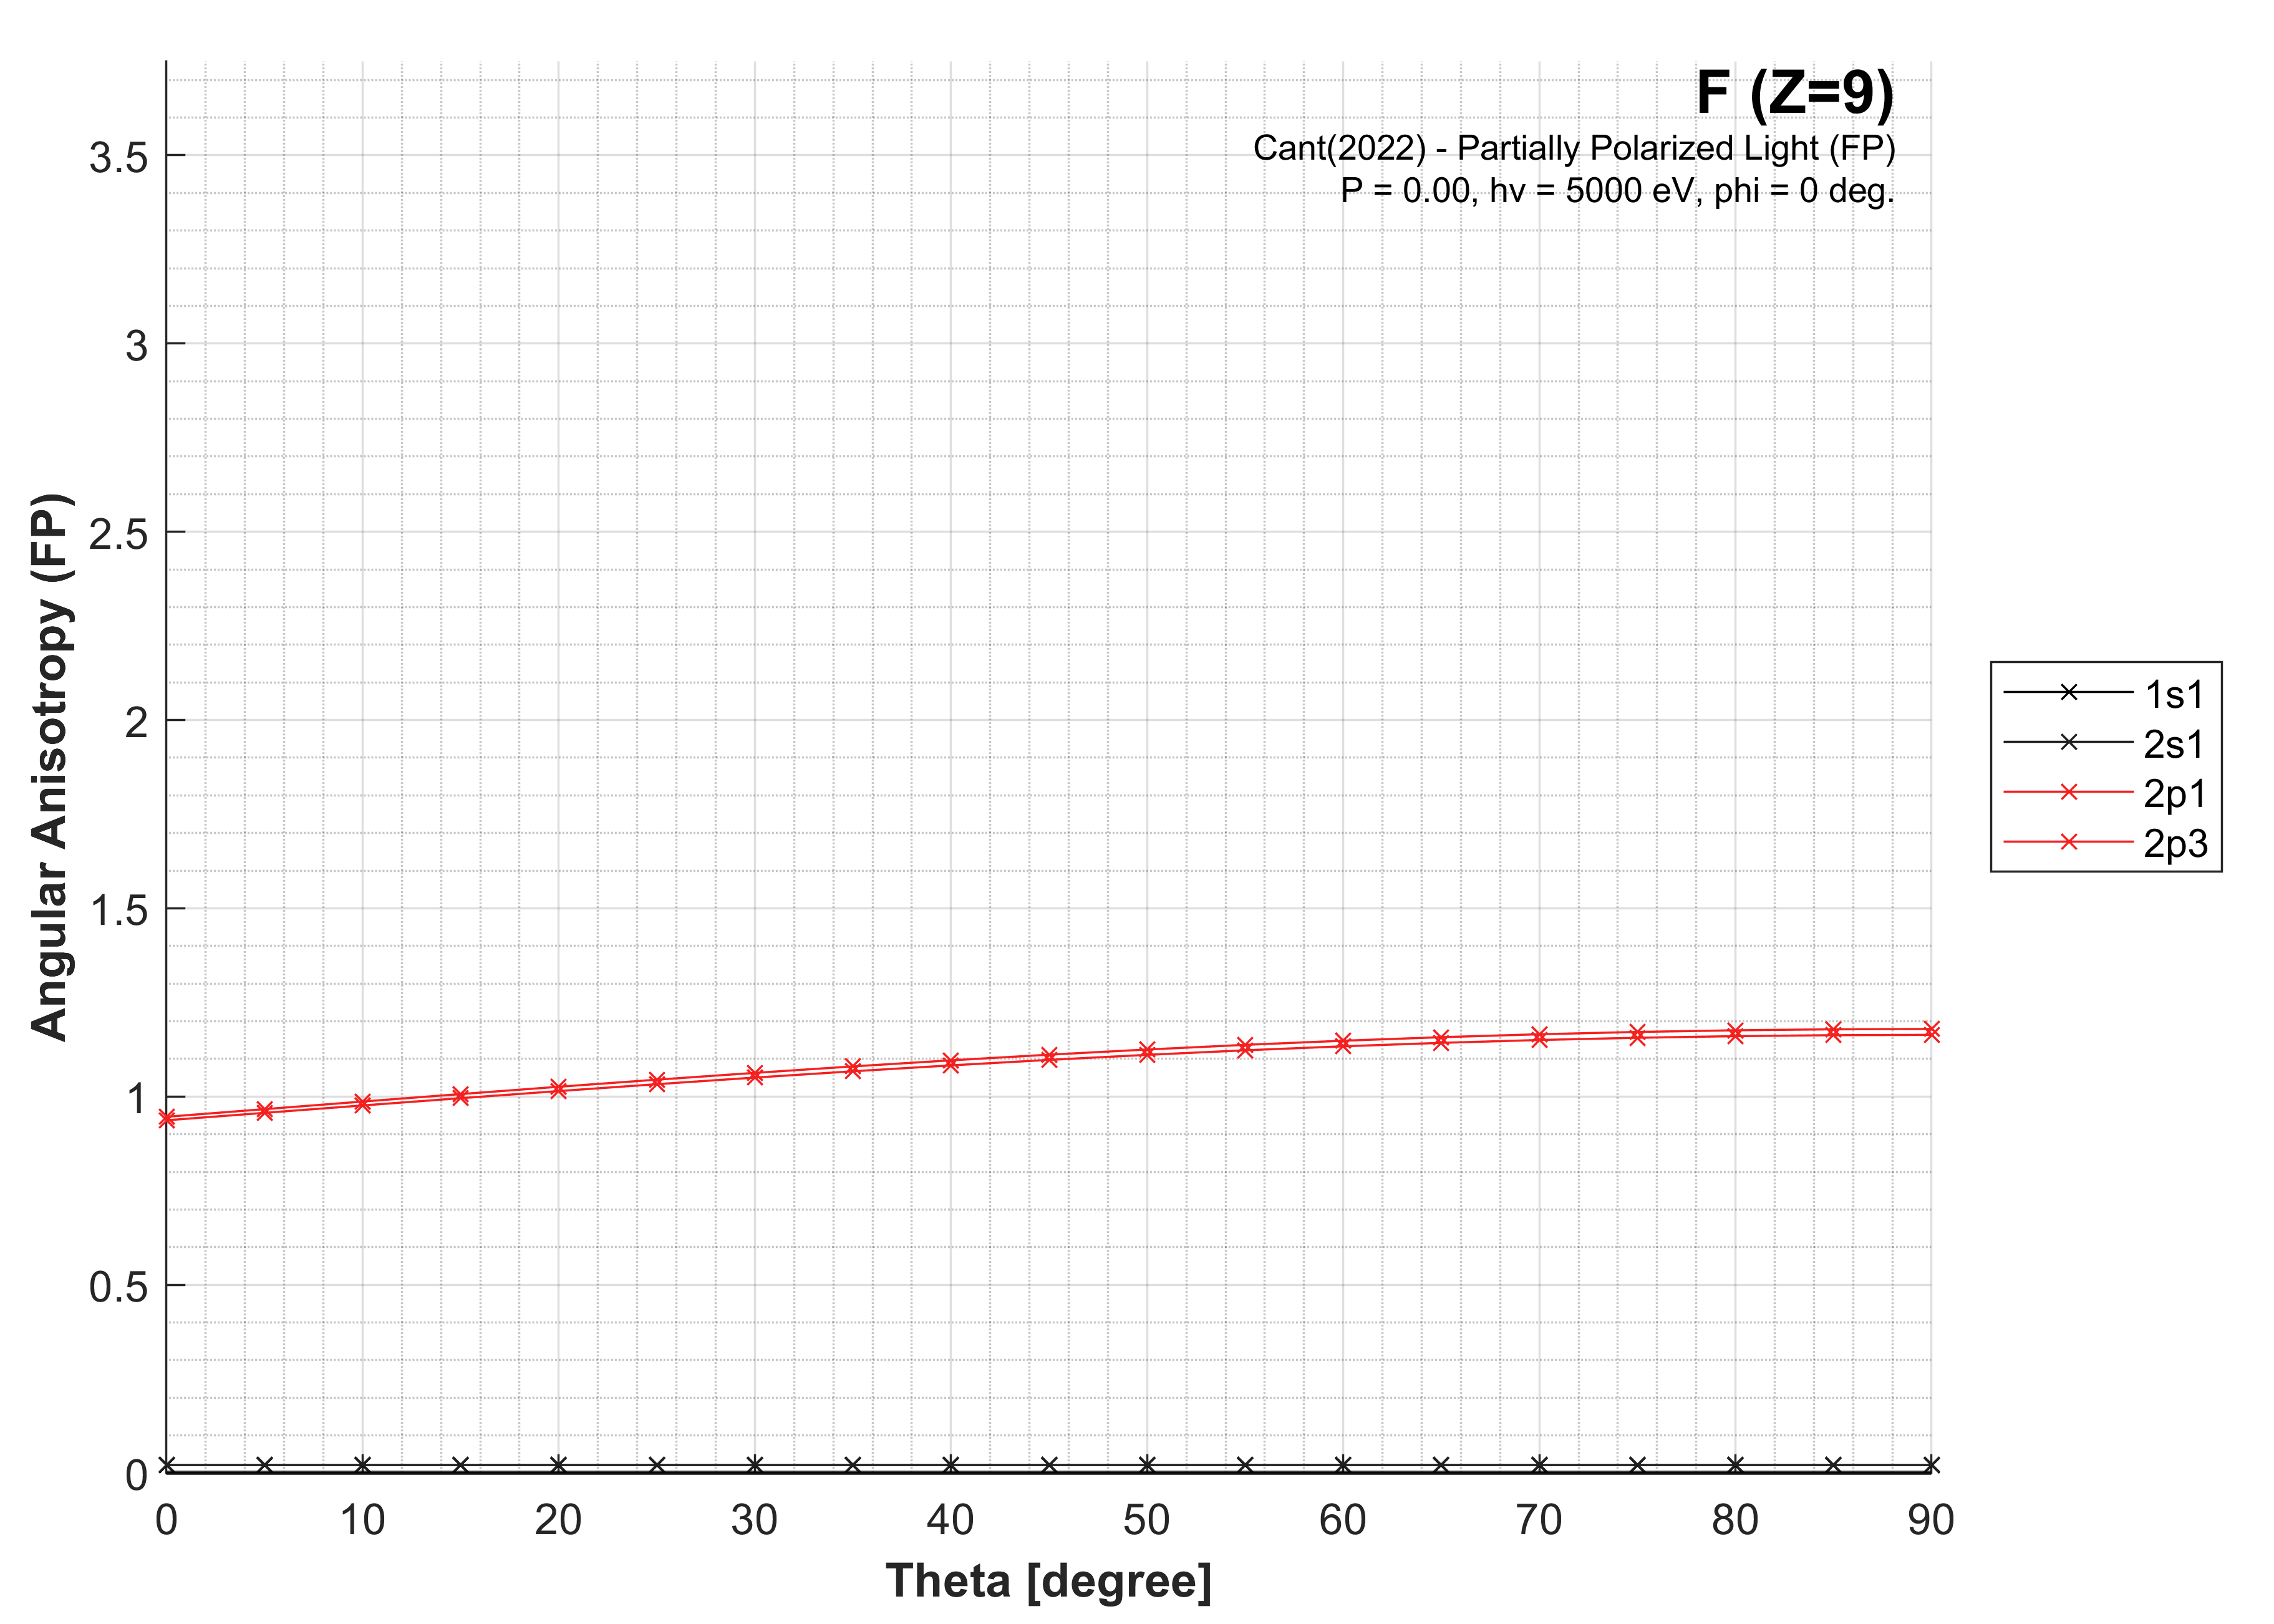 F (Z=9)
Cant(2022) - Partially Polarized Light (FP)
P = 0.00, hv = 5000 eV, phi = 0 deg.
Angular Anisotropy (FP)
3.5
3
2.5
2
1.5
1
0.5
0
0 10 20 30 40 50 60 70 80 90
Theta [degree]
1s1
2s1
2p1
2p3